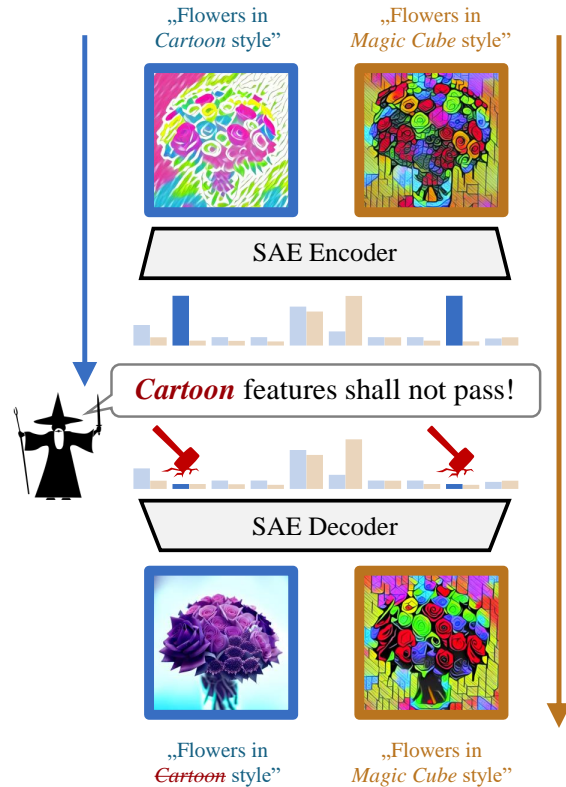 „Flowers in
Cartoon style”
„Flowers in
Magic Cube style”
SAE Encoder
Cartoon features shall not pass!
SAE Decoder
„Flowers in
Cartoon style”
„Flowers in
Magic Cube style”